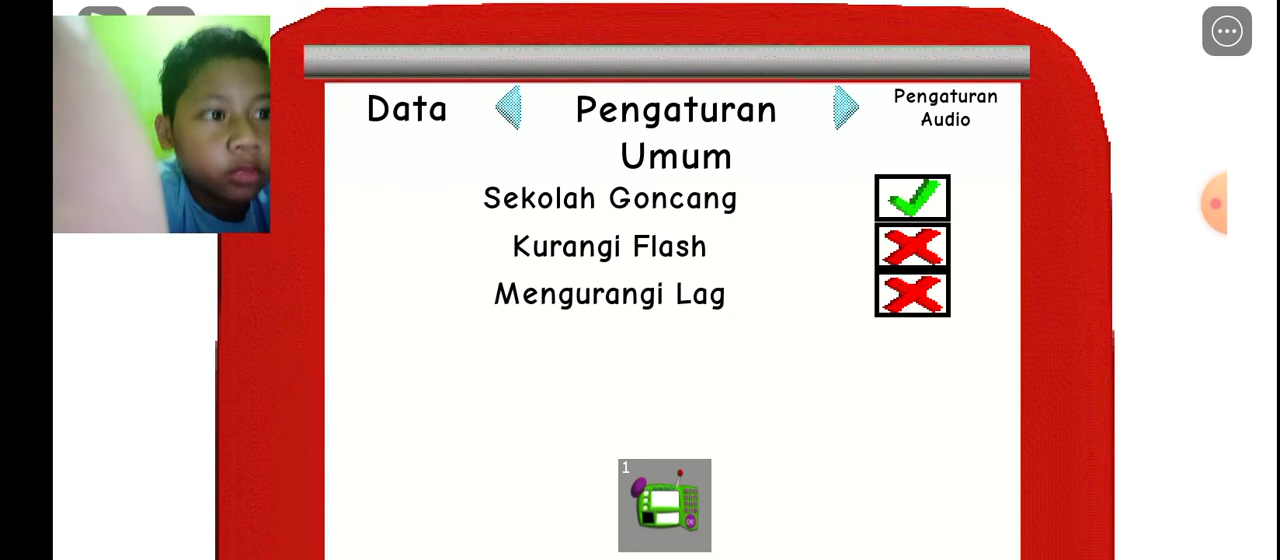 Data
Pengaturan
Umum
Pengaturan
Audio
Sekolah Goncang
Kurangi Flash
Mengurangi Lag
1